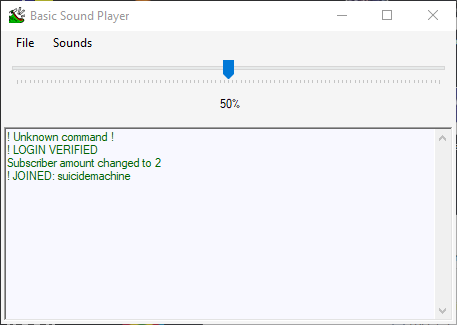 Basic Sound Player
File Sounds
50%
! Unknown command !
! LOGIN VERIFIED
Subscriber amount changed to 2
! JOINED: suicidemachine